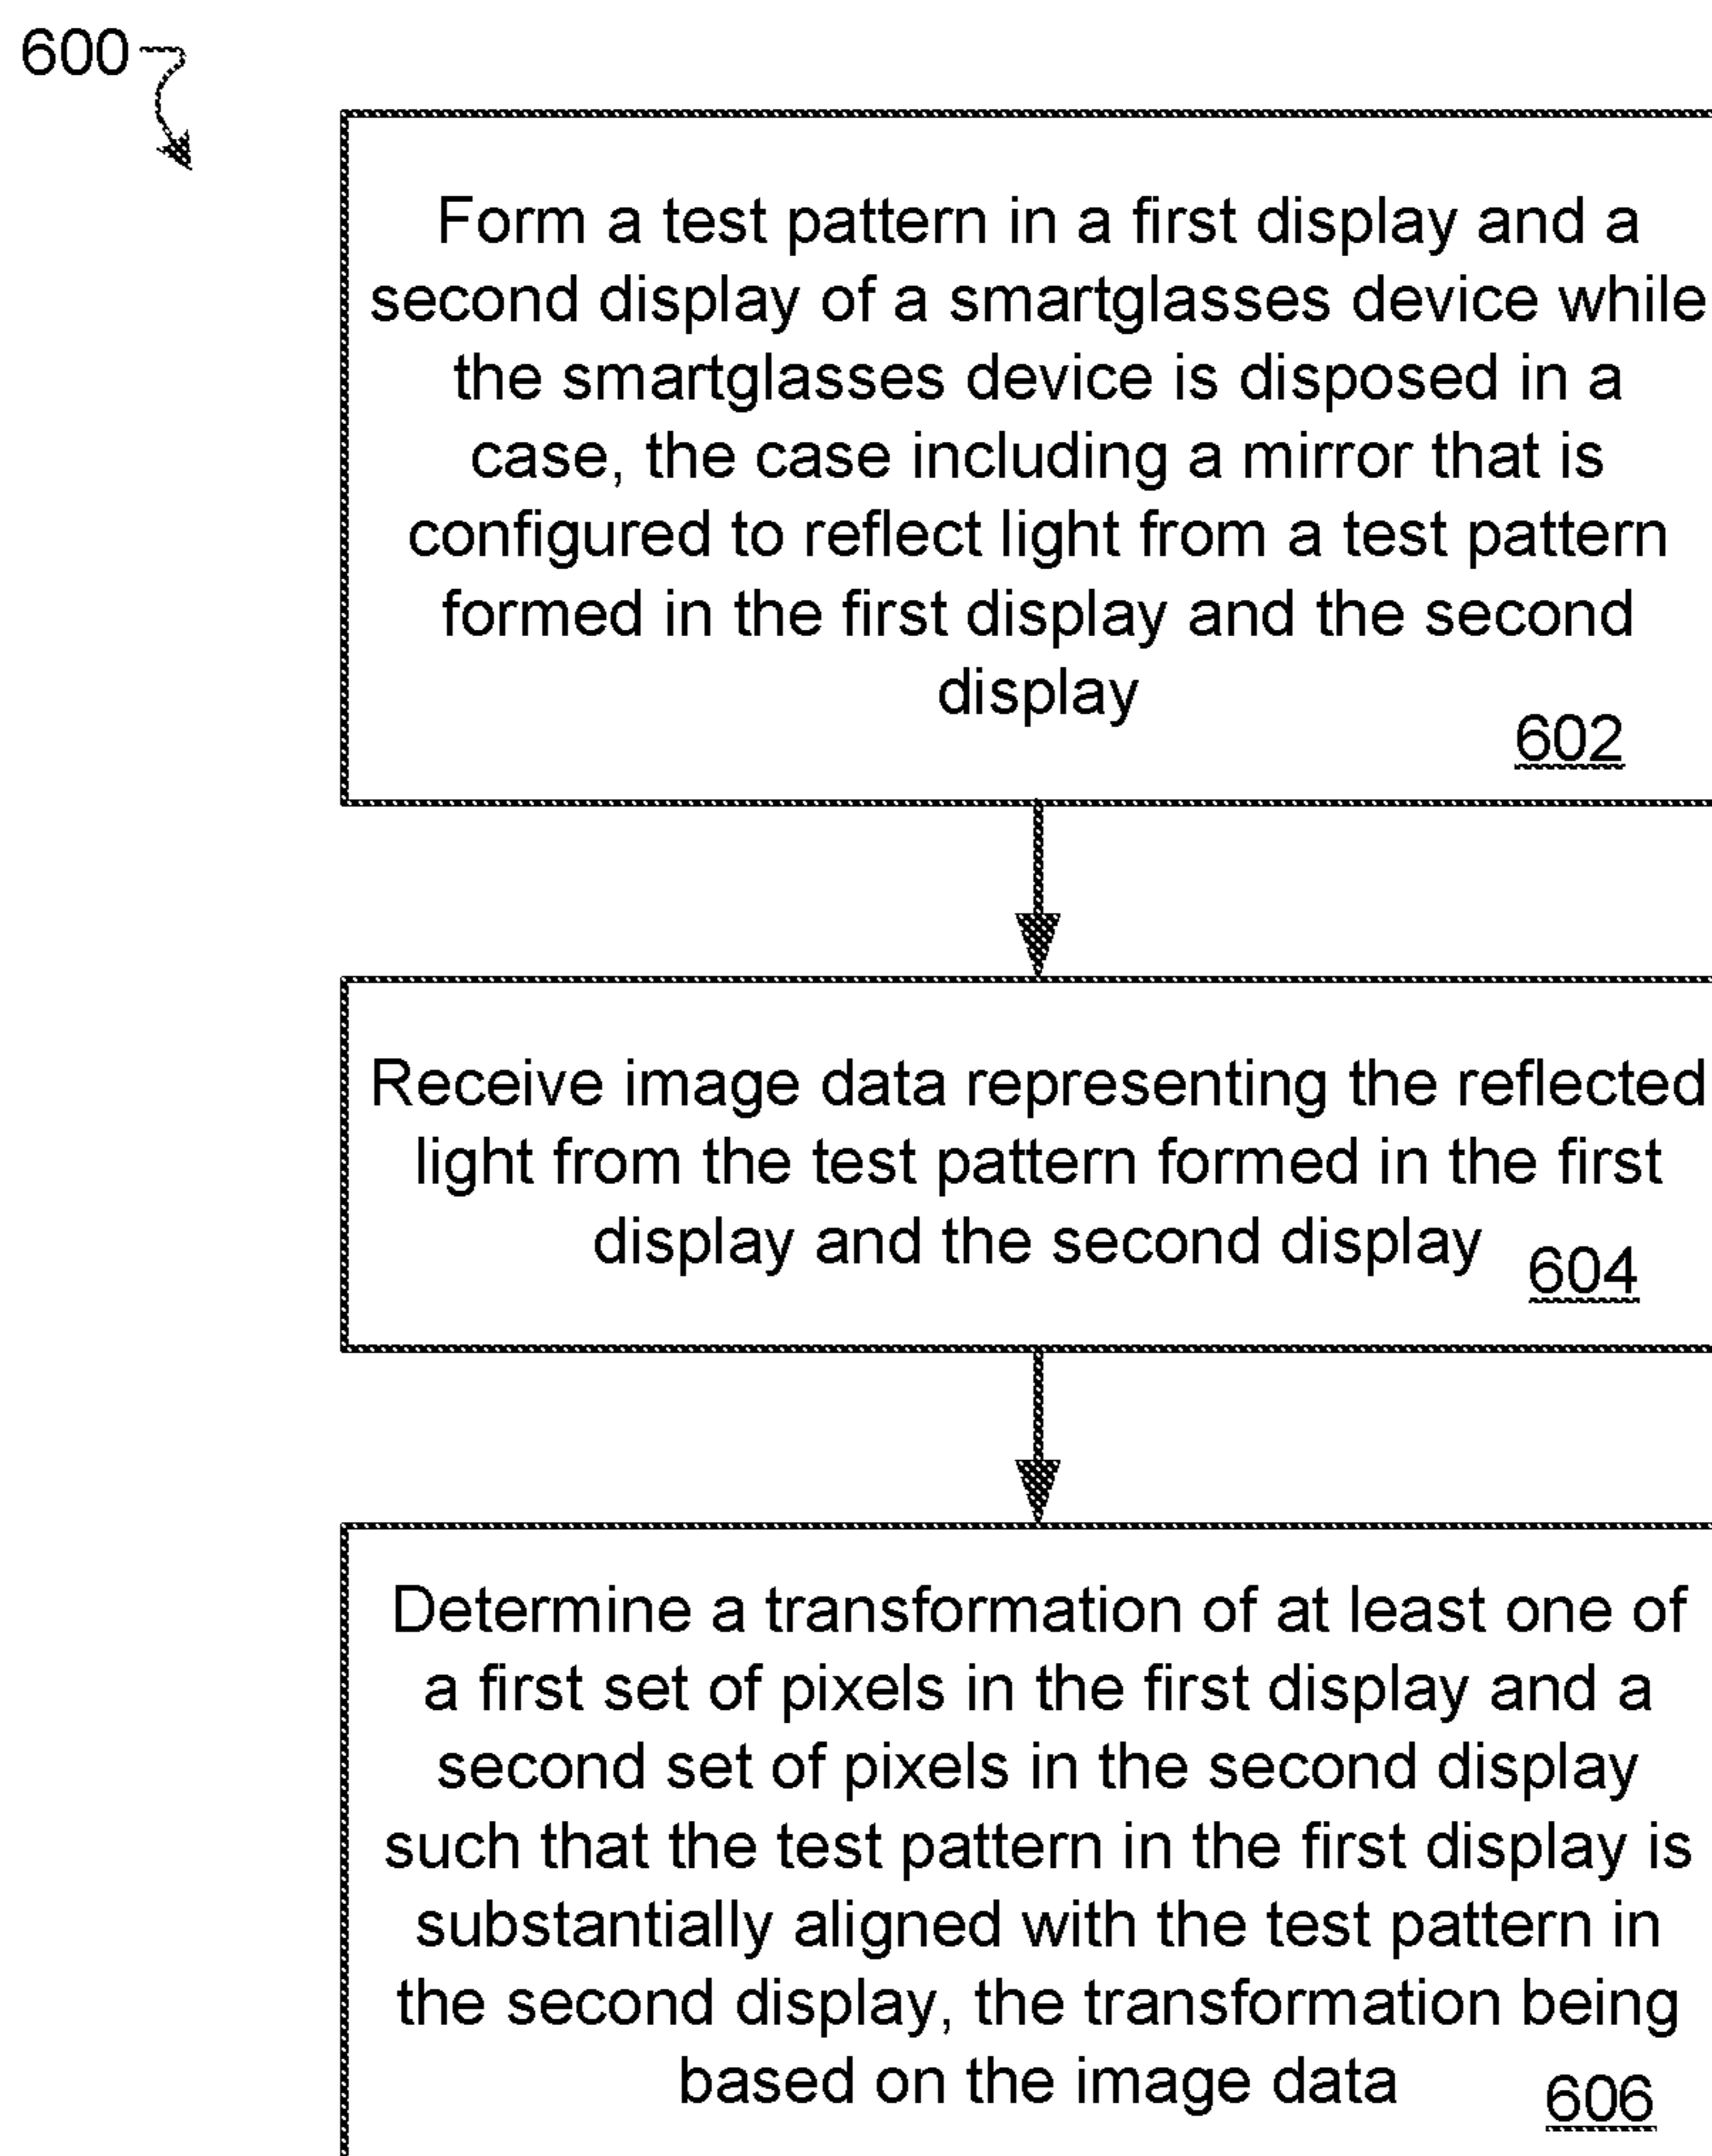 600
Form a test pattern in a first display and a
second display of a smartglasses device while
the smartglasses device is disposed in a
case, the case including a mirror that is
configured to reflect light from a test pattern
formed in the first display and the second
display
602
Receive image data representing the reflected
light from the test pattern formed in the first
display and the second display
604
Determine a transformation of at least one of
a first set of pixels in the first display and a
second set of pixels in the second display
such that the test pattern in the first display is
substantially aligned with the test pattern in
the second display, the transformation being
based on the image data
606